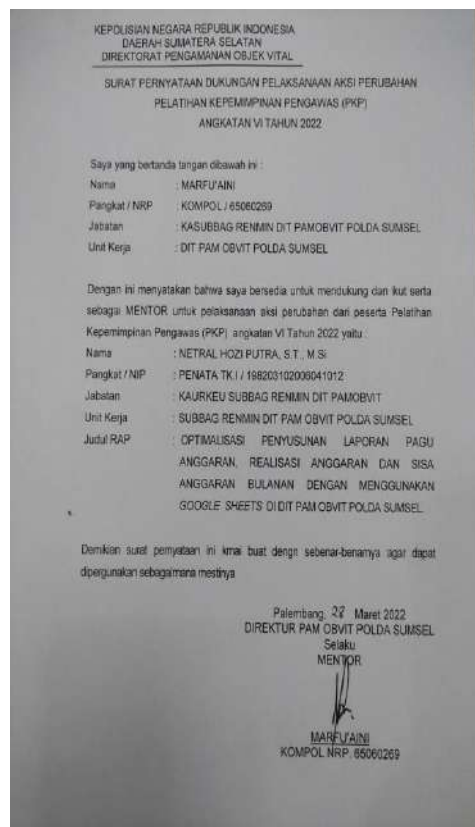 KEPOLISIAN NEGARA REPUBLIK INDONESIA
DAERAH SUMATERA SELATAN
DIREKTORAT PENGAMANAN OBJEK VITAL
SURAT PERNYATAAN DUKUNGAN PELAKSANAAN AKSI PERUBAHAN
PELATIHAN KEPEMIMPINAN PENGAWAS (PKP)
ANGKATAN VI TAHUN 2022
Saya yang bertanda tangan dibawah ini :
Nama : MARFU'AINI
Pangkat / NRP : KOMPOL / 65060269
Jabatan : KASUBBAG RENMIN DIT PAMOBVIT POLDA SUMSEL
Unit Kerja : DIT PAM OBVIT POLDA SUMSEL
Dengan ini menyatakan bahwa saya bersedia untuk mendukung dan ikut serta
sebagai MENTOR untuk pelaksanaan aksi perubahan dari peserta Pelatihan
Kepemimpinan Pengawas (PKP) angkatan VI Tahun 2022 yaitu :
Nama : NETRAL HOZI PUTRA, S.T., M.Si
Pangkat / NIP : PENATA TK.I / 198203102006041012
Jabatan : KAURKEU SUBBAG RENMIN DIT PAMOBVIT
Unit Kerja : SUBBAG RENMIN DIT PAM OBVIT POLDA SUMSEL
Judul RAP : OPTIMALISASI PENYUSUNAN LAPORAN PAGU
ANGGARAN, REALISASI ANGGARAN DAN SISA
ANGGARAN BULANAN DENGAN MENGGUNAKAN
GOOGLE SHEETS DI DIT PAM OBVIT POLDA SUMSEL.
Demikian surat pernyataan ini kmai buat dengn sebenar-benarnya agar dapat
dipergunakan sebagaimana mestinya
Palembang, 28 Maret 2022
DIREKTUR PAM OBVIT POLDA SUMSEL
Selaku
MENTOR
MARFU'AINI
KOMPOL NRP. 65060269